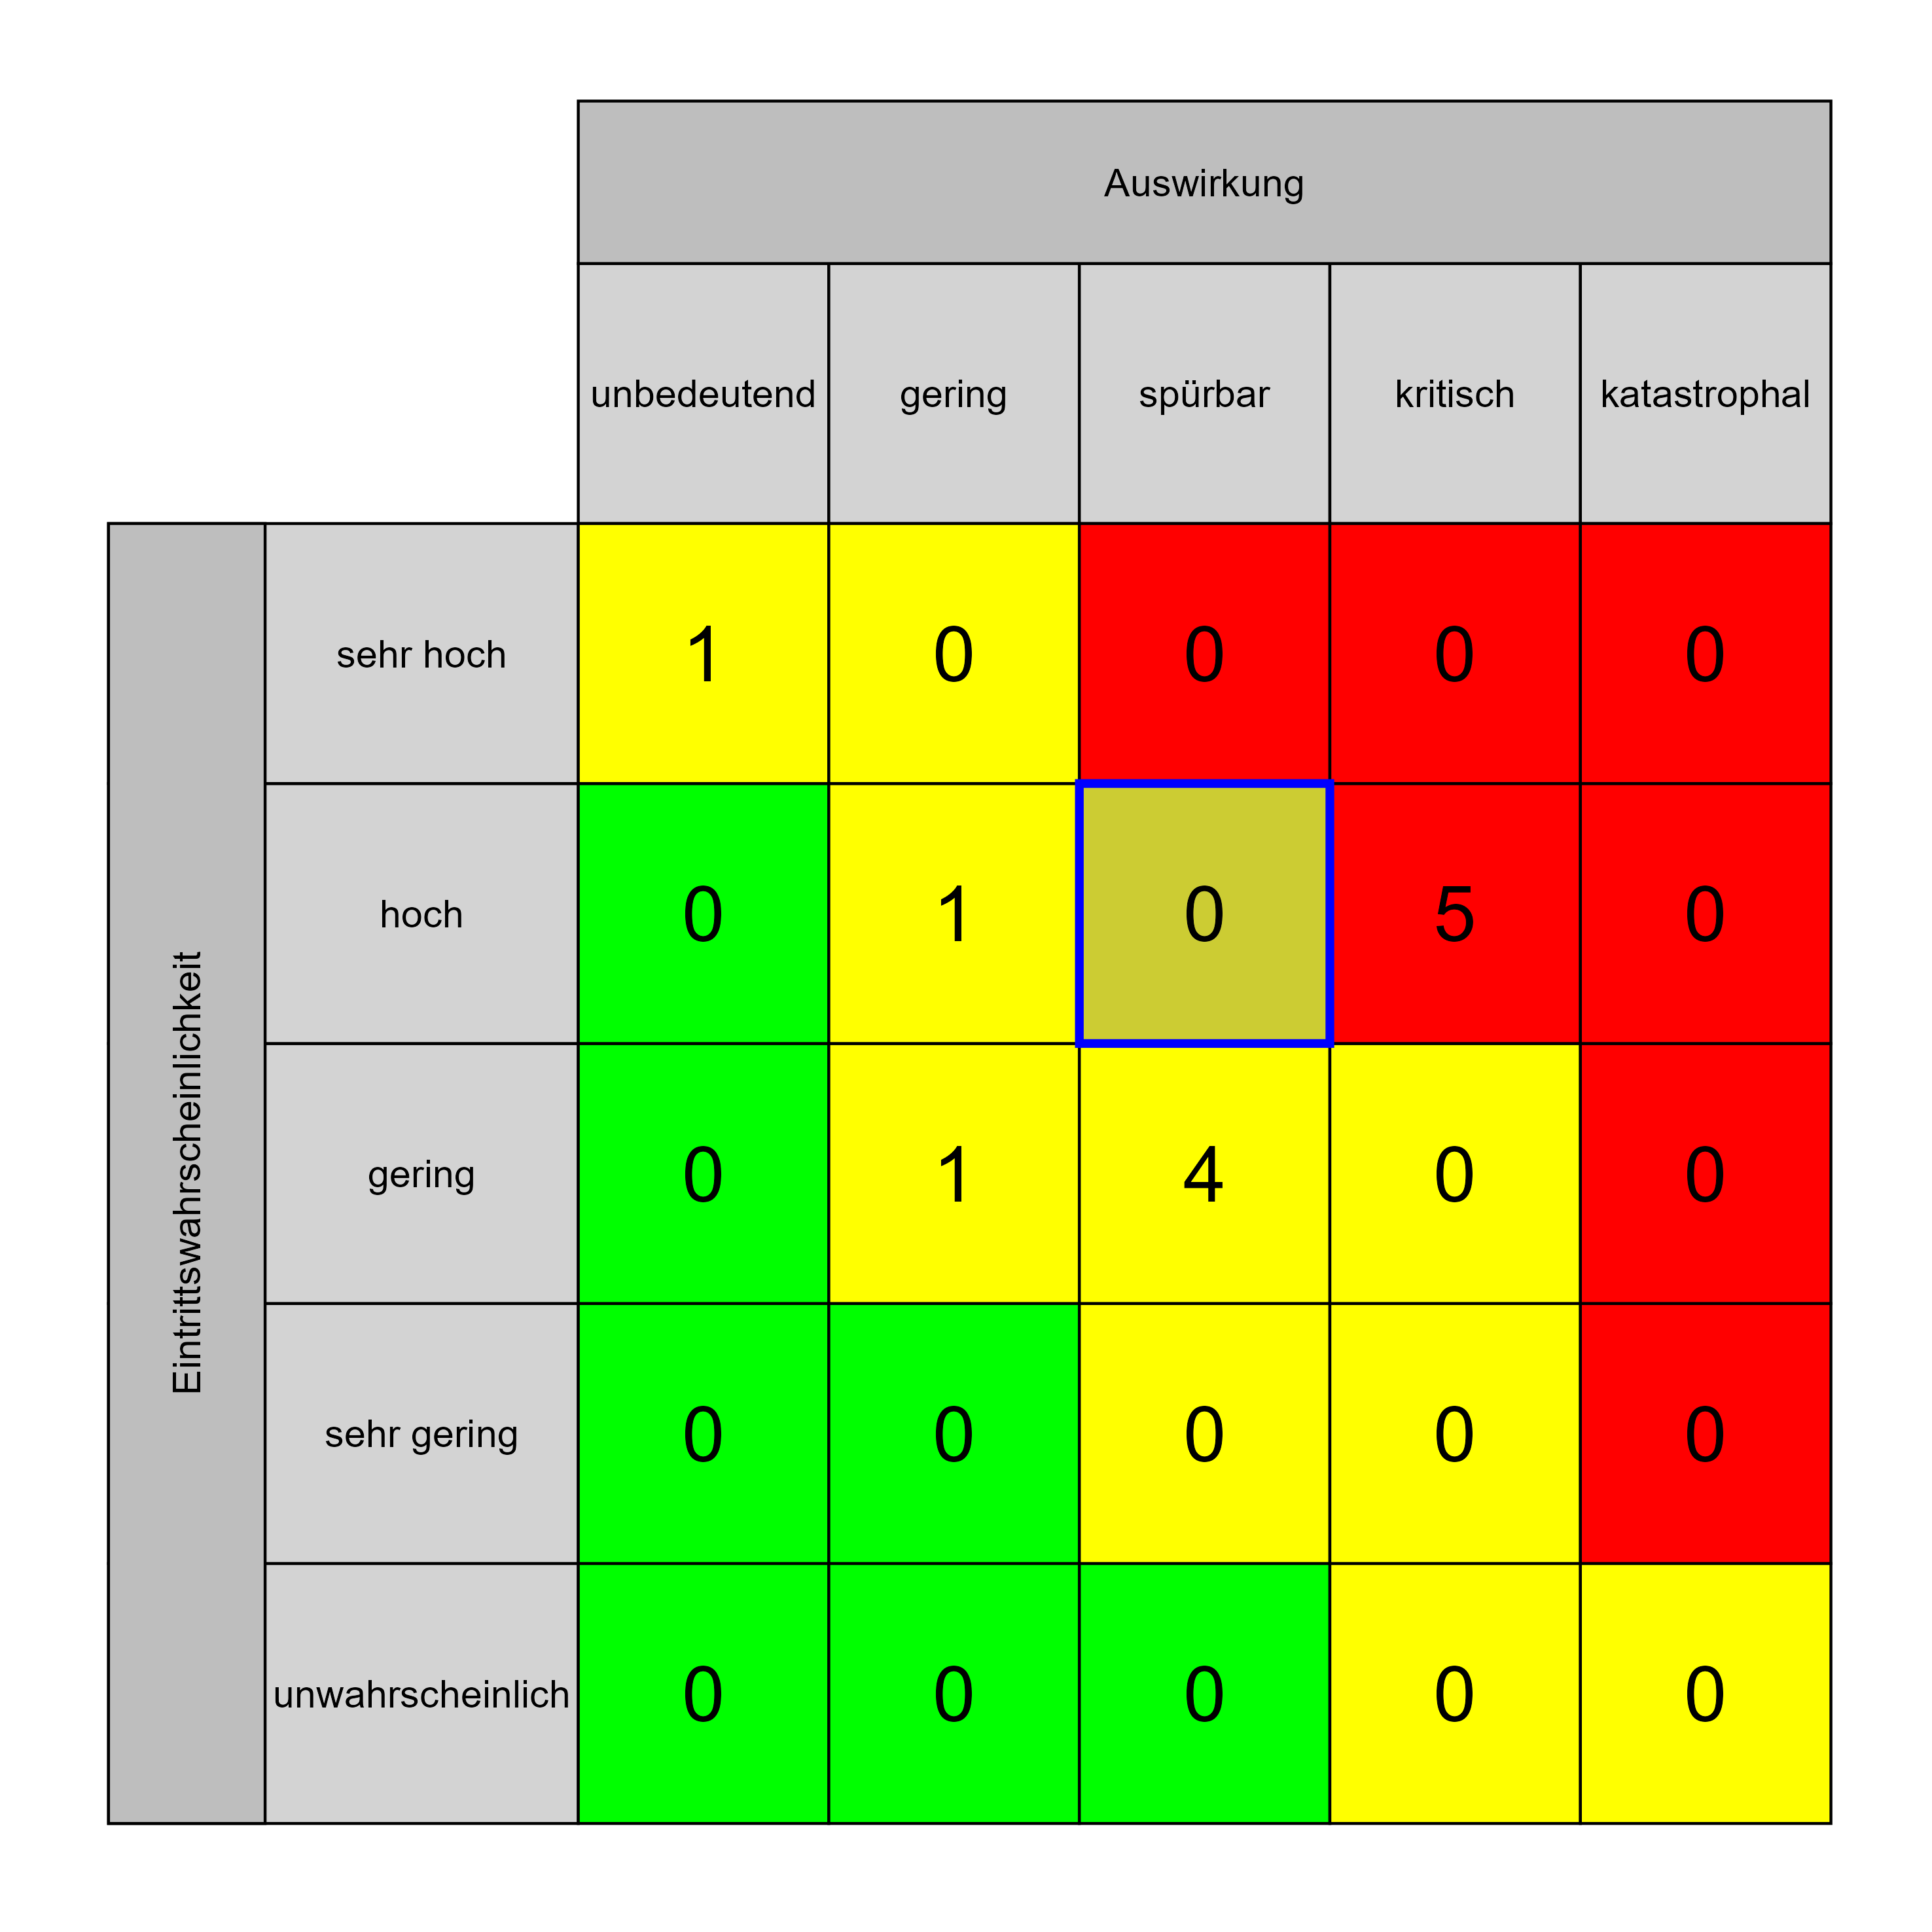 Auswirkung
unbedeutend gering spürbar kritisch katastrophal
Eintrittswahrscheinlichkeit
sehr hoch 1 0 0 0 0
hoch 0 1 0 5 0
gering 0 1 4 0 0
sehr gering 0 0 0 0 0
unwahrscheinlich 0 0 0 0 0